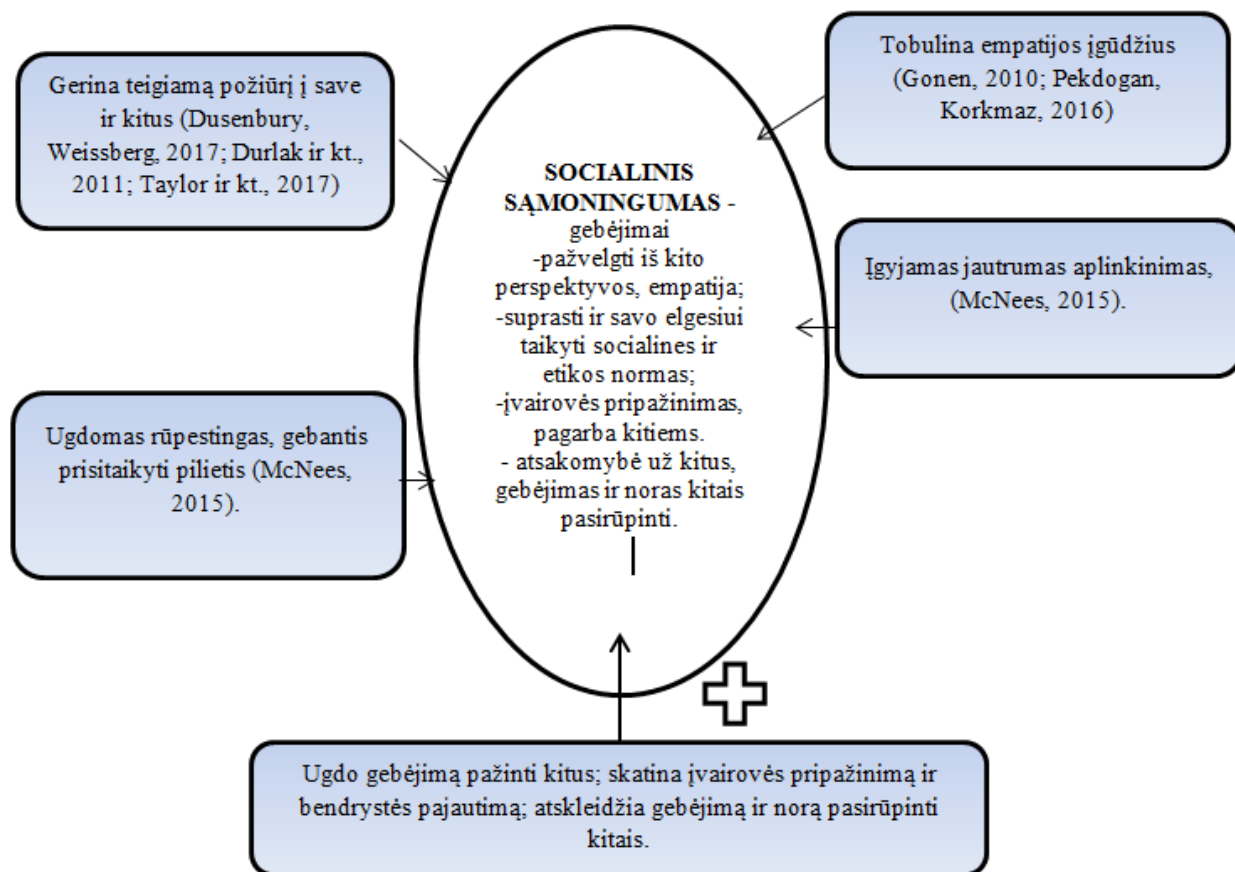 Gerina teigiamą požiūrį į save
ir kitus (Dusenbury,
Weissberg, 2017; Durlak ir kt.,
2011; Taylor ir kt., 2017)
Tobulina empatijos įgūdžius
(Gonen, 2010; Pekdogan,
Korkmaz, 2016)
SOCIALINIS
SĄMONINGUMAS -
gebėjimai
-pažvelgti iš kito
perspektyvos, empatija;
-suprasti ir savo elgesiui
taikyti socialines ir
etikos normas;
-įvairovės pripažinimas,
pagarba kitiems.
- atsakomybė už kitus,
gebėjimas ir noras kitais
pasirūpinti.
Įgyjamas jautrumas aplinkinimas,
(McNees, 2015).
Ugdomas rūpestingas, gebantis
prisitaikyti pilietis (McNees,
2015).
Ugdo gebėjimą pažinti kitus; skatina įvairovės pripažinimą ir
bendrystės pajautimą; atskleidžia gebėjimą ir norą pasirūpinti
kitais.